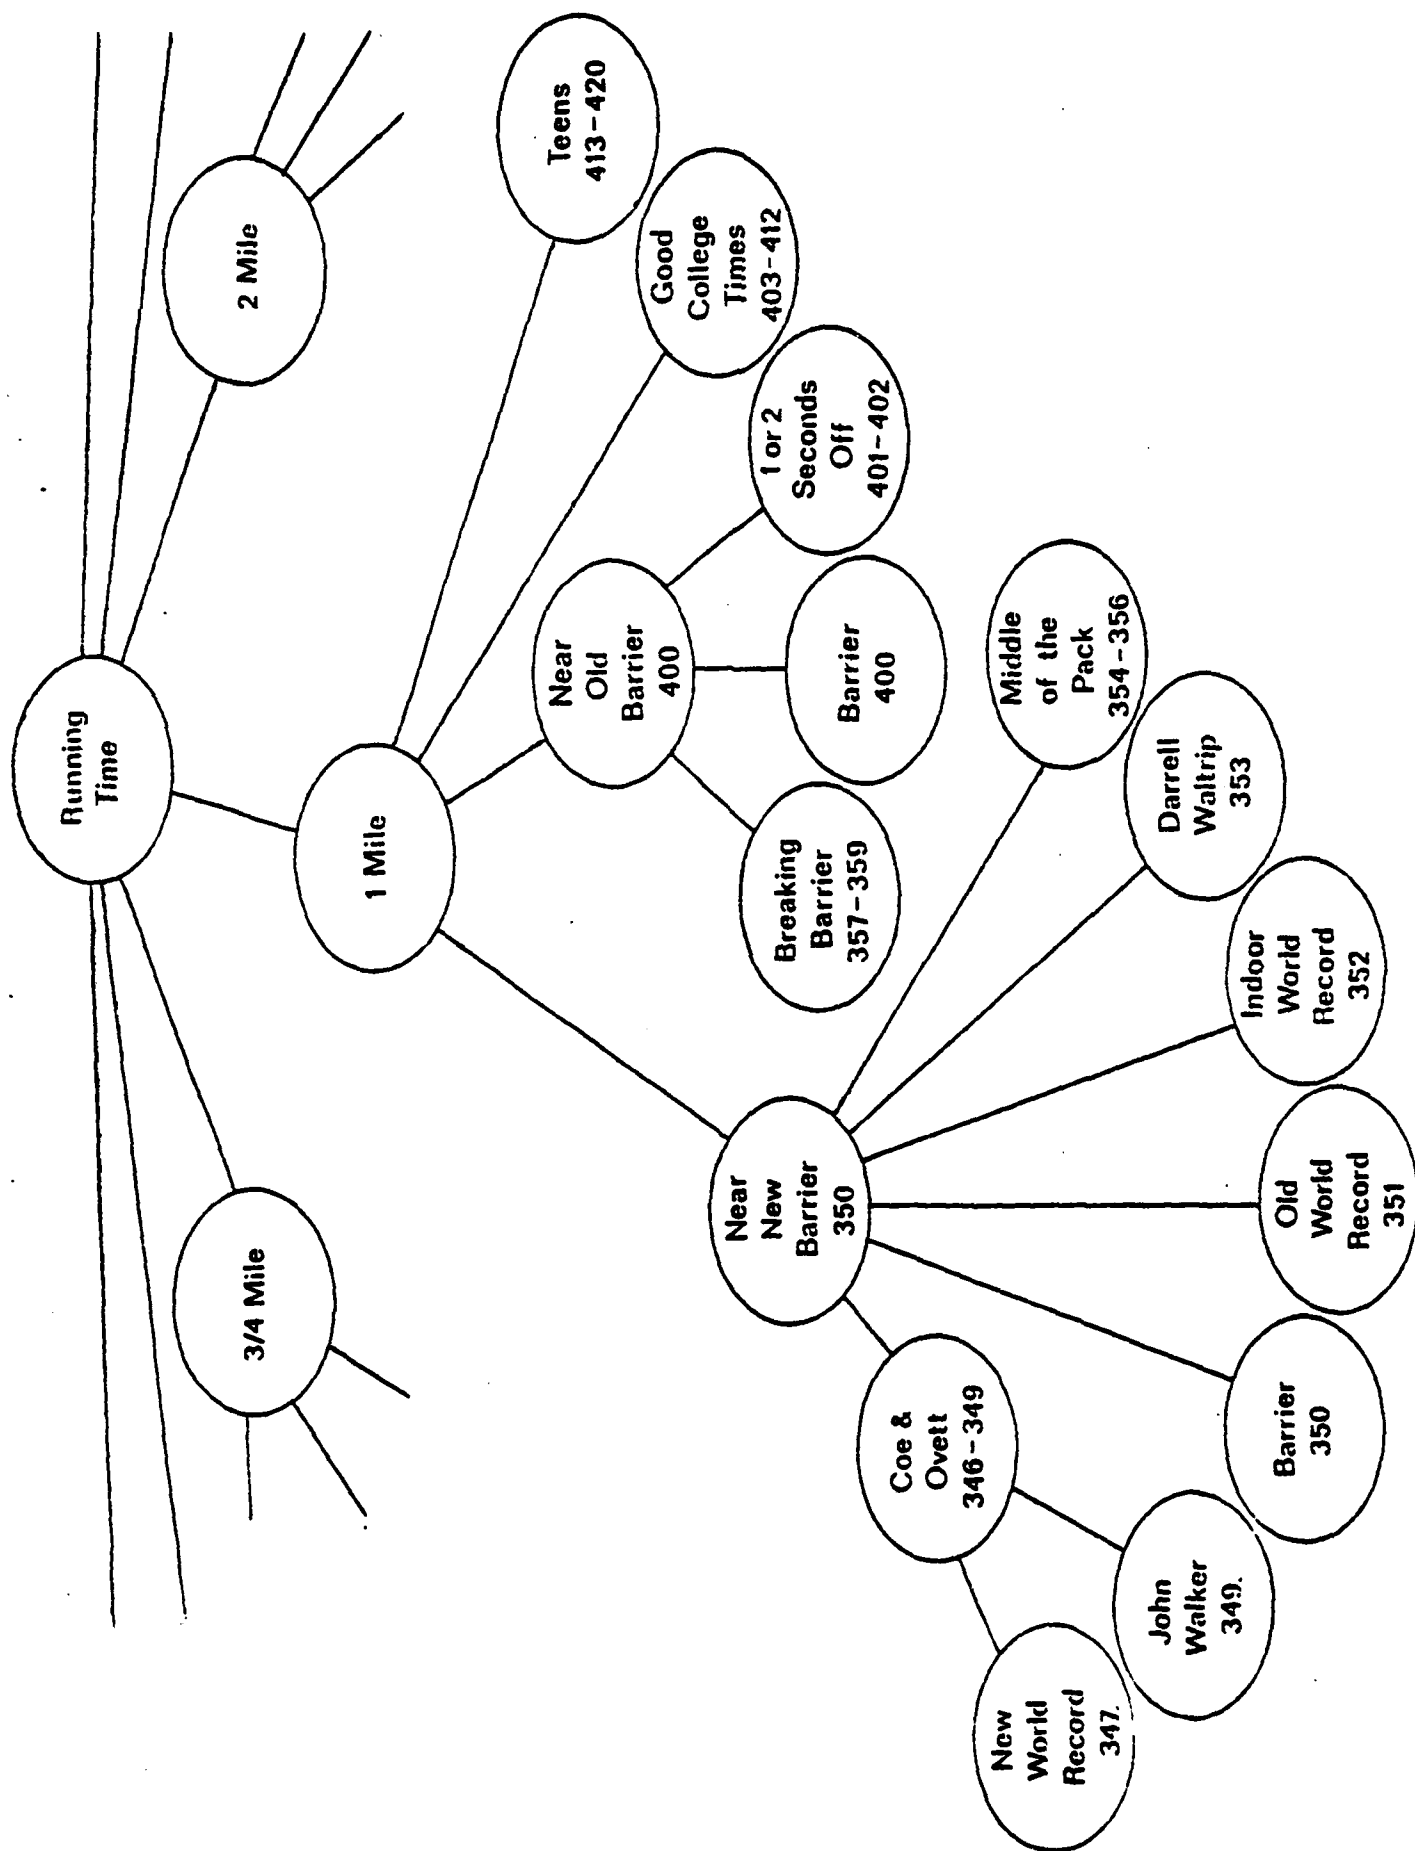 Running
Time
3/4 Mile
1 Mile
2 Mile
Near
New
Barrier
350
Near
Old
Barrier
400
Good
College
Times
403-412
Teens
413-420
Breaking
Barrier
357-359
Barrier
400
1 or 2
Seconds
Off
401-402
Coe &
Ovett
346-349
New
World
Record
347.
John
Walker
349.
Barrier
350
Old
World
Record
351
Indoor
World
Record
352
Darrell
Waltrip
353
Middle
of the
Pack
354-356